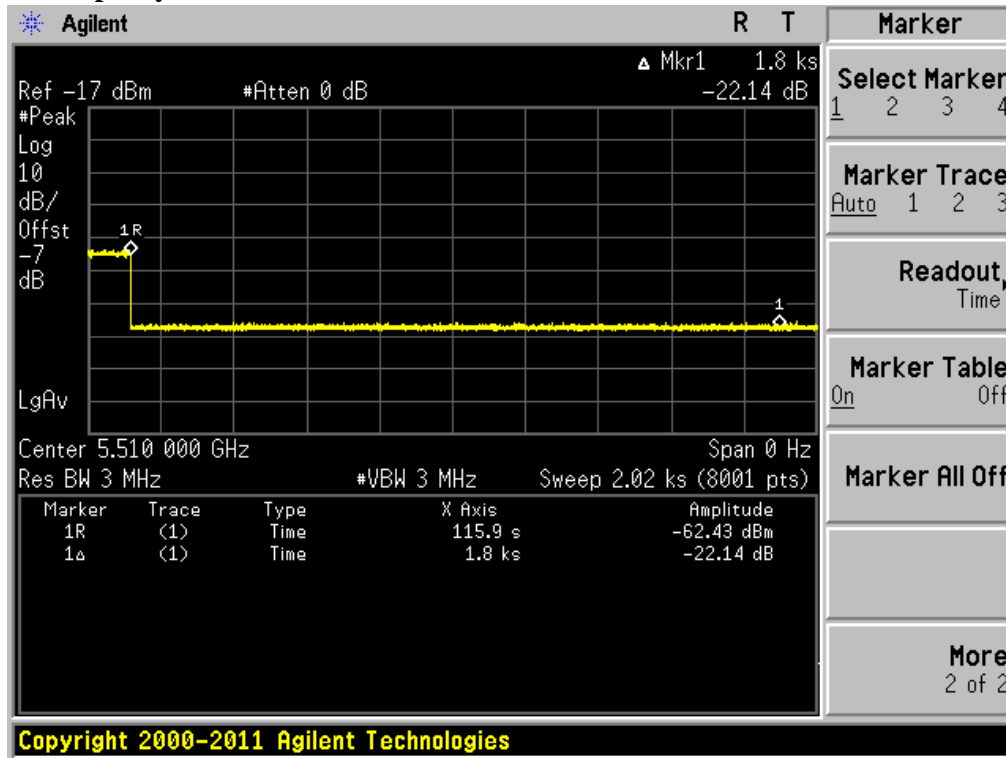 Agilent R T Marker
Δ Mkr1 1.8 ks
Ref -17 dBm #Atten 0 dB -22.14 dB
#Peak
Log
10
dB/
Offst
-7
dB
1R
1
LgAv
Center 5.510 000 GHz Span 0 Hz
Res BW 3 MHz #VBW 3 MHz Sweep 2.02 ks (8001 pts)
Marker Trace Type X Axis Amplitude
1R (1) Time 115.9 s -62.43 dBm
1Δ (1) Time 1.8 ks -22.14 dB
Select Marker
1 2 3 4
Marker Trace
Auto 1 2 3
Readout
Time
Marker Table
On Off
Marker All Off
More
2 of 2
Copyright 2000-2011 Agilent Technologies